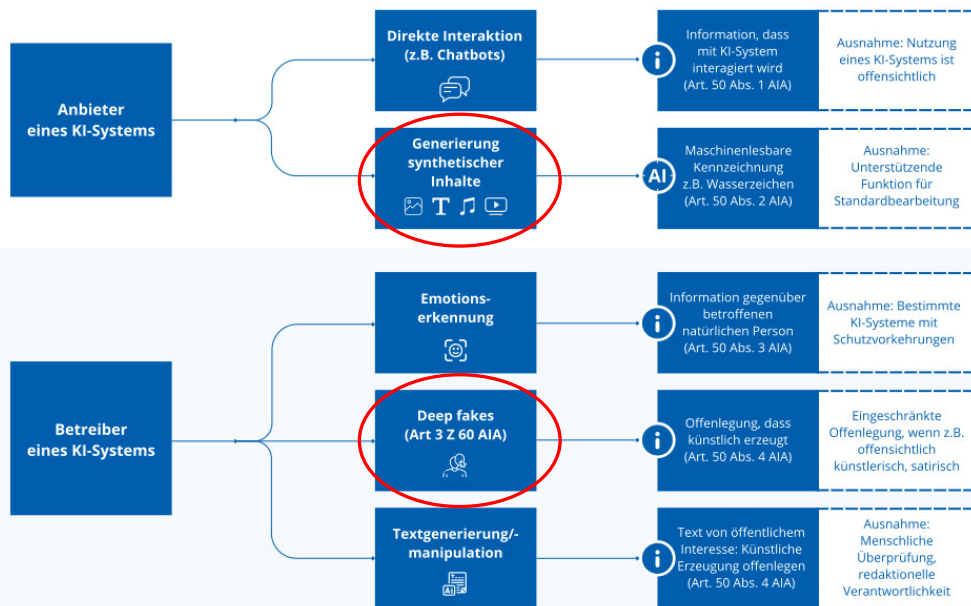 Anbieter
eines KI-Systems
Direkte Interaktion
(z.B. Chatbots)
Information, dass
mit KI-System
interagiert wird
(Art. 50 Abs. 1 AIA)
Ausnahme: Nutzung
eines KI-Systems ist
offensichtlich
Generierung
synthetischer
Inhalte
T
AI
Maschinenlesbare
Kennzeichnung
z.B. Wasserzeichen
(Art. 50 Abs. 2 AIA)
Ausnahme:
Unterstützende
Funktion für
Standardbearbeitung
Betreiber
eines KI-Systems
Emotions-
erkennung
Information gegenüber
betroffenen
natürlichen Person
(Art. 50 Abs. 3 AIA)
Ausnahme: Bestimmte
KI-Systeme mit
Schutzvorkehrungen
Deep fakes
(Art 3 Z 60 AIA)
Offenlegung, dass
künstlich erzeugt
(Art. 50 Abs. 4 AIA)
Eingeschränkte
Offenlegung, wenn z.B.
offensichtlich
künstlerisch, satirisch
Textgenerierung/-
manipulation
AI
Text von öffentlichem
Interesse: Künstliche
Erzeugung offenlegen
(Art. 50 Abs. 4 AIA)
Ausnahme:
Menschliche
Überprüfung,
redaktionelle
Verantwortlichkeit